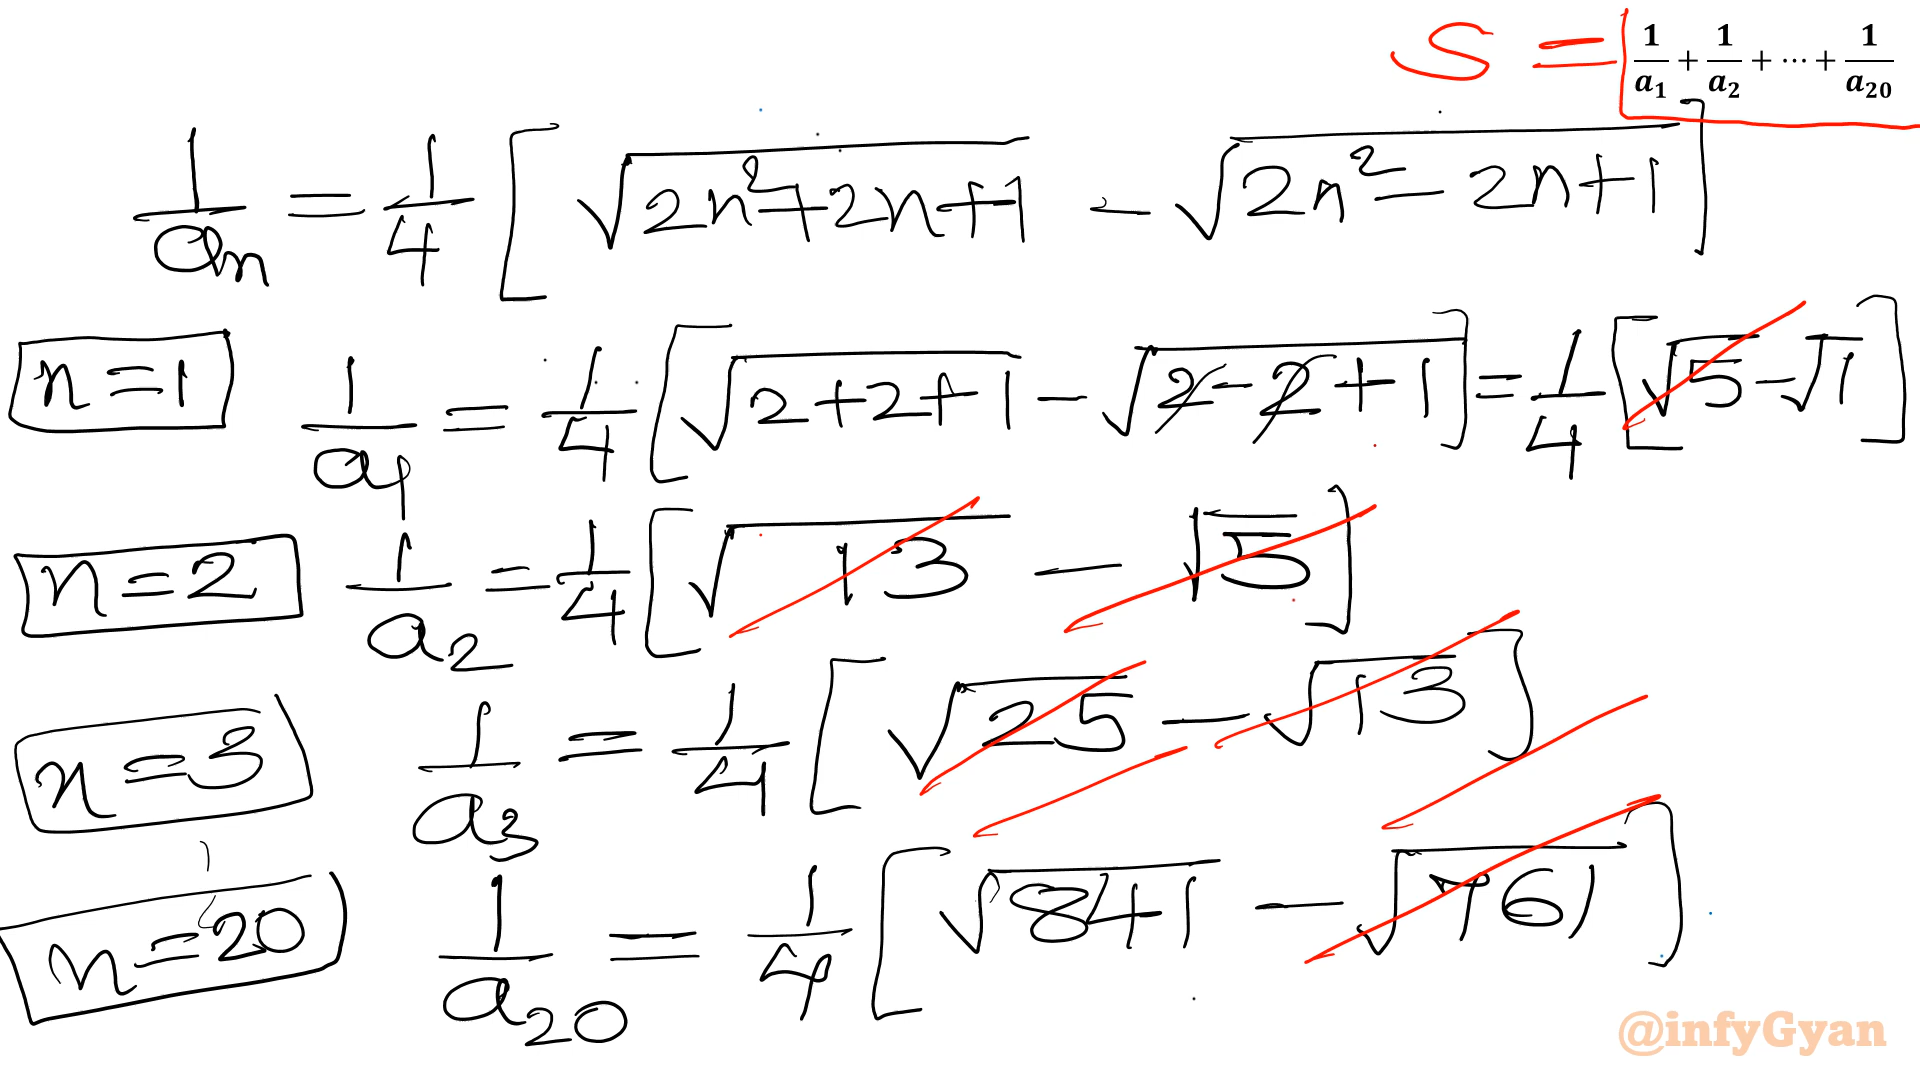 S = 1/a₁ + 1/a₂ + ⋯ + 1/a₂₀
1/aₙ = 1/4 [√(2n²+2n+1) − √(2n²−2n+1)]
n=1 1/a₁ = 1/4 [√(2+2+1) − √(2−2+1)] = 1/4 [√5 − √1]
n=2 1/a₂ = 1/4 [√13 − √5]
n=3 1/a₃ = 1/4 [√25 − √13]
n=20 1/a₂₀ = 1/4 [√841 − √761]
@infyGyan